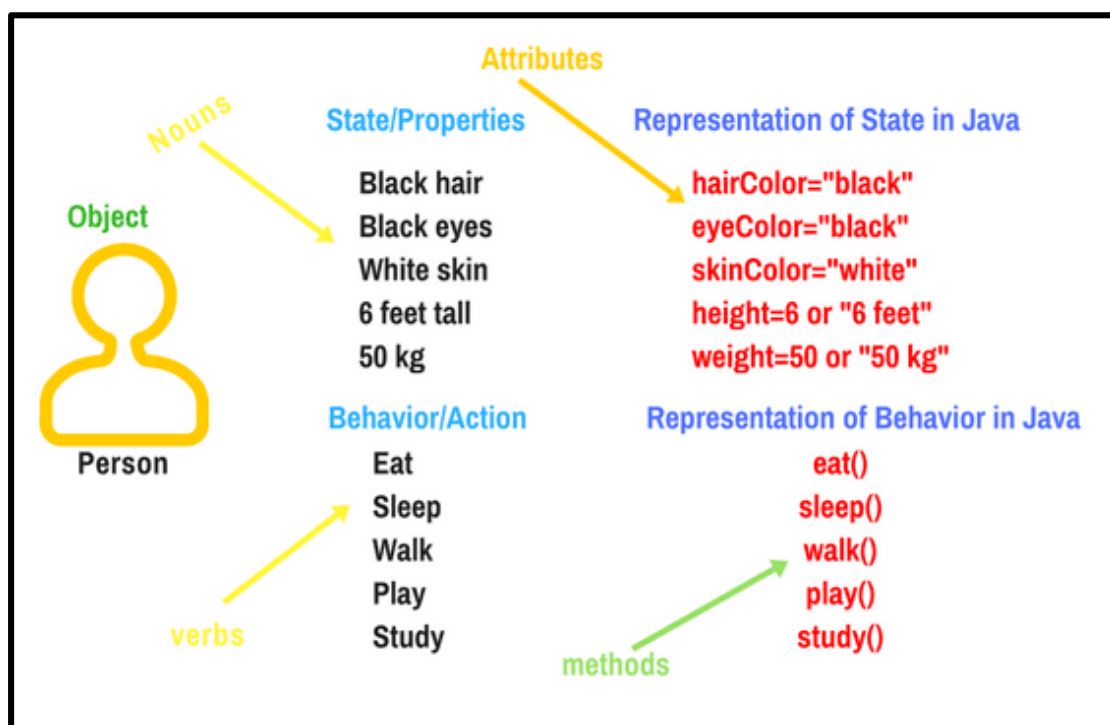 Attributes
Nouns
State/Properties
Representation of State in Java
Black hair
hairColor="black"
Object
Black eyes
eyeColor="black"
White skin
skinColor="white"
6 feet tall
height=6 or "6 feet"
50 kg
weight=50 or "50 kg"
Behavior/Action
Representation of Behavior in Java
Person
Eat
eat()
Sleep
sleep()
Walk
walk()
Play
play()
verbs
Study
study()
methods